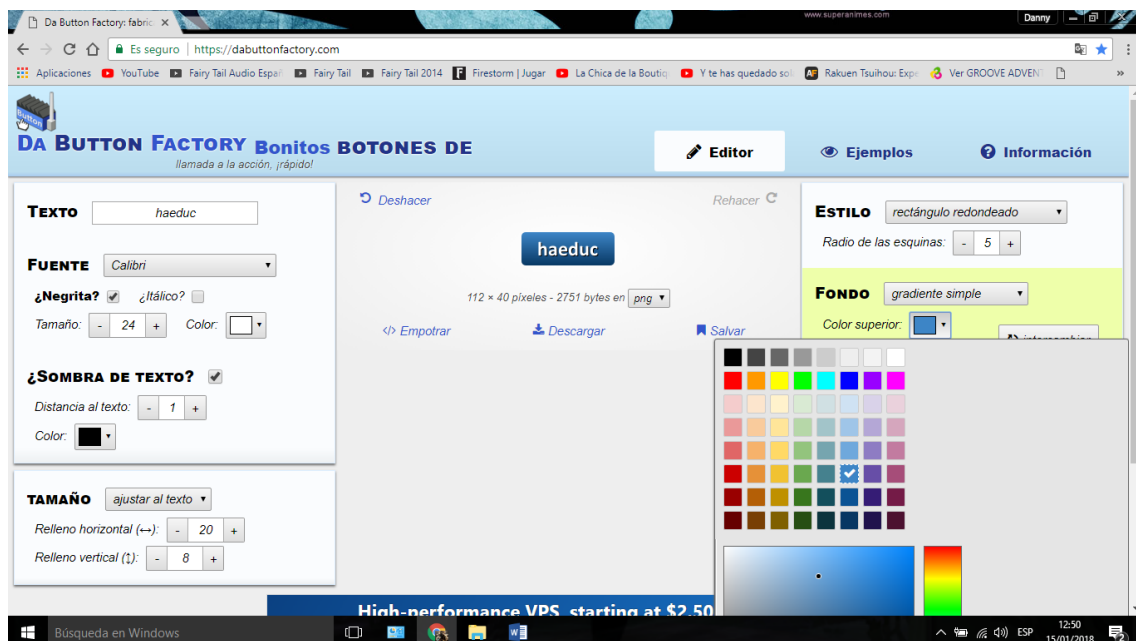 www.superanimes.com
Da Button Factory: fabric
Danny
Es seguro | https://dabuttonfactory.com
Aplicaciones YouTube Fairy Tail Audio Españ Fairy Tail Fairy Tail 2014 Firestorm | Jugar La Chica de la Boutiq Y te has quedado sol Rakuen Tsuihou: Expe Ver GROOVE ADVENT »
Button
DA BUTTON FACTORY Bonitos BOTONES DE
llamada a la acción, ¡rápido!
Editor
Ejemplos
Información
TEXTO haeduc
FUENTE Calibri
¿Negrita? ¿Itálico?
Tamaño: - 24 + Color:
¿SOMBRA DE TEXTO?
Distancia al texto: - 1 +
Color:
TAMAÑO ajustar al texto
Relleno horizontal (↔): - 20 +
Relleno vertical (↕): - 8 +
Deshacer
Rehacer
haeduc
112 × 40 píxeles - 2751 bytes en png
</> Empotrar
Descargar
Salvar
ESTILO rectángulo redondeado
Radio de las esquinas: - 5 +
FONDO gradiente simple
Color superior:
intercambiar
High-performance VPS, starting at $2.50
Búsqueda en Windows
ESP
12:50
15/01/2018
2